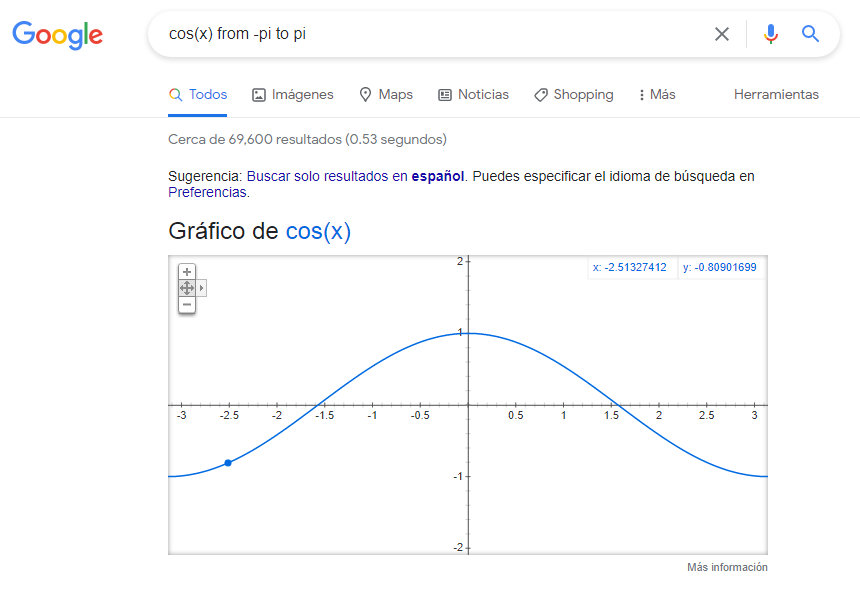 Google
cos(x) from -pi to pi
Todos Imágenes Maps Noticias Shopping Más Herramientas
Cerca de 69,600 resultados (0.53 segundos)
Sugerencia: Buscar solo resultados en español. Puedes especificar el idioma de búsqueda en
Preferencias.
Gráfico de cos(x)
x: -2.51327412 y: -0.80901699
2
1
-3 -2.5 -2 -1.5 -1 -0.5 0.5 1 1.5 2 2.5 3
-1
-2
Más información